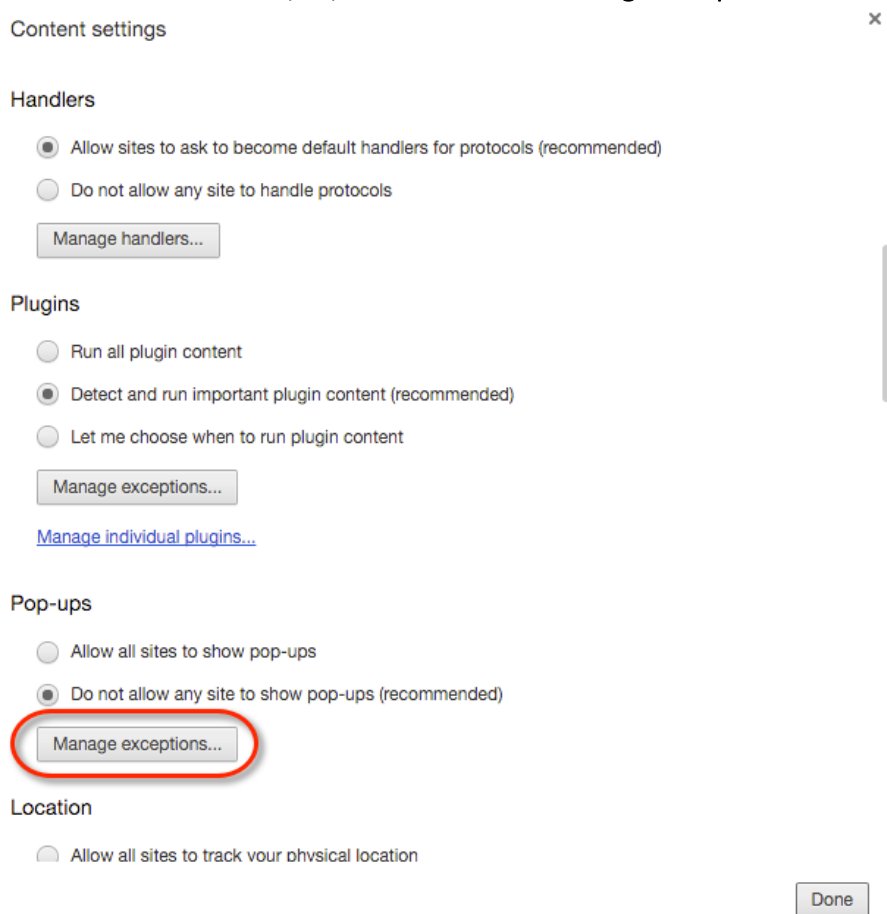 Content settings
×
Handlers
Allow sites to ask to become default handlers for protocols (recommended)
Do not allow any site to handle protocols
Manage handlers...
Plugins
Run all plugin content
Detect and run important plugin content (recommended)
Let me choose when to run plugin content
Manage exceptions...
Manage individual plugins...
Pop-ups
Allow all sites to show pop-ups
Do not allow any site to show pop-ups (recommended)
Manage exceptions...
Location
Allow all sites to track your physical location
Done